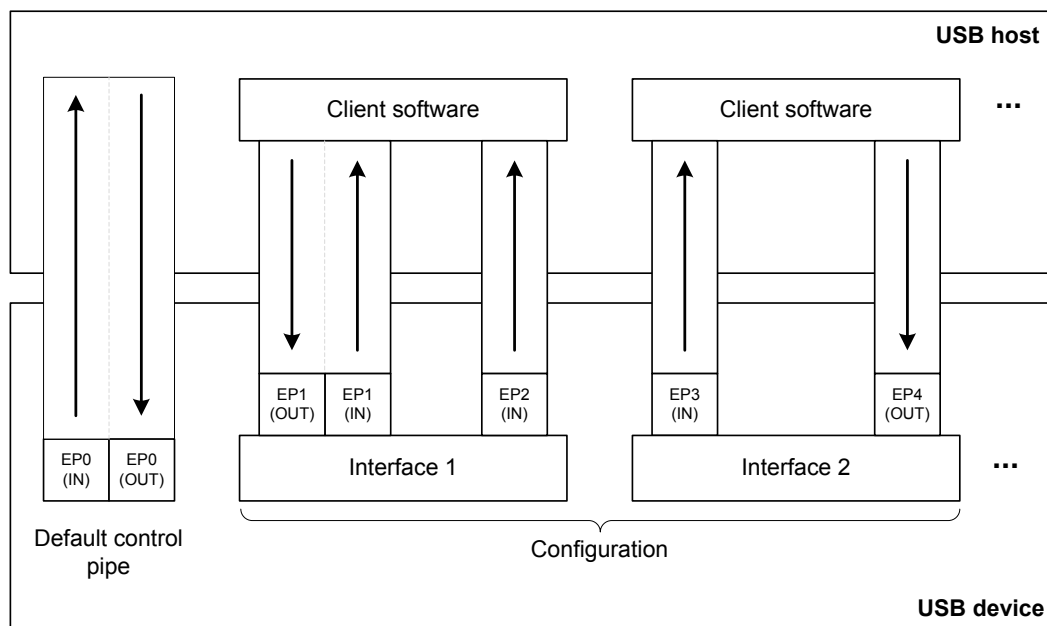 USB host
Client software
Client software
...
EP1
(OUT)
EP1
(IN)
EP2
(IN)
EP3
(IN)
EP4
(OUT)
EP0
(IN)
EP0
(OUT)
Interface 1
Interface 2
...
Default control
pipe
Configuration
USB device